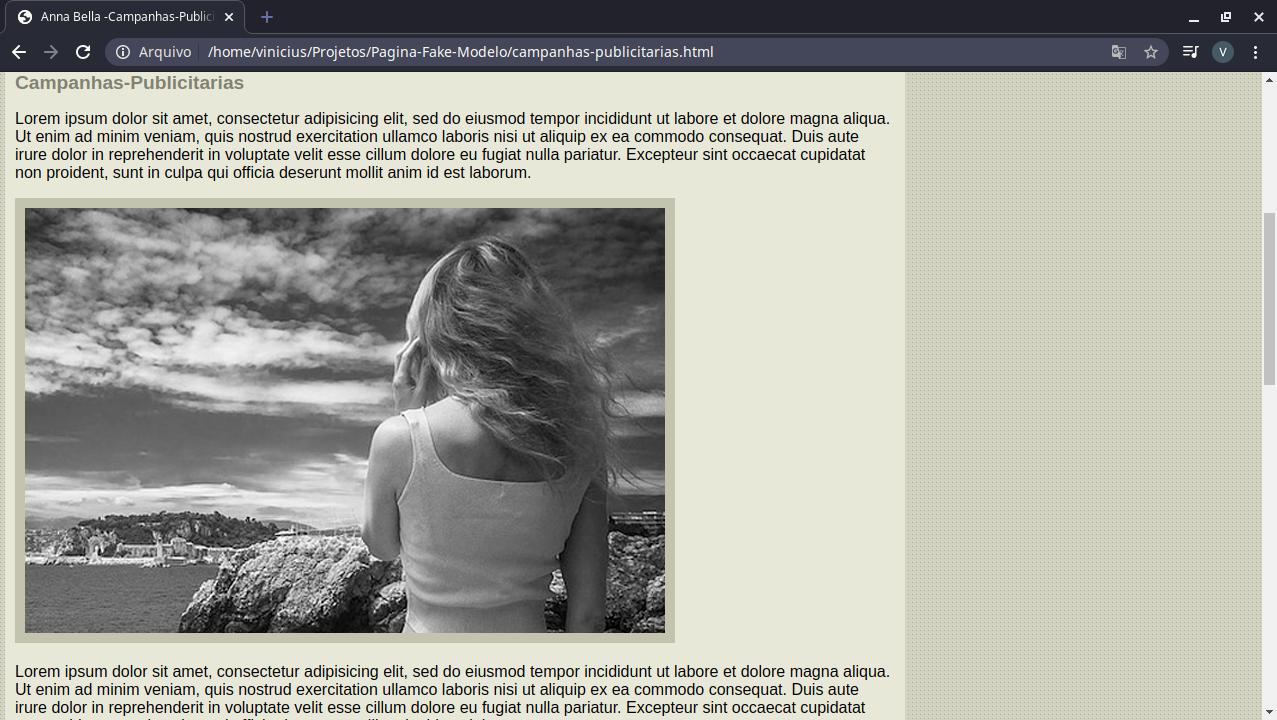 Anna Bella -Campanhas-Public
Arquivo
/home/vinicius/Projetos/Pagina-Fake-Modelo/campanhas-publicitarias.html
V
Campanhas-Publicitarias
Lorem ipsum dolor sit amet, consectetur adipisicing elit, sed do eiusmod tempor incididunt ut labore et dolore magna aliqua.
Ut enim ad minim veniam, quis nostrud exercitation ullamco laboris nisi ut aliquip ex ea commodo consequat. Duis aute
irure dolor in reprehenderit in voluptate velit esse cillum dolore eu fugiat nulla pariatur. Excepteur sint occaecat cupidatat
non proident, sunt in culpa qui officia deserunt mollit anim id est laborum.
Lorem ipsum dolor sit amet, consectetur adipisicing elit, sed do eiusmod tempor incididunt ut labore et dolore magna aliqua.
Ut enim ad minim veniam, quis nostrud exercitation ullamco laboris nisi ut aliquip ex ea commodo consequat. Duis aute
irure dolor in reprehenderit in voluptate velit esse cillum dolore eu fugiat nulla pariatur. Excepteur sint occaecat cupidatat